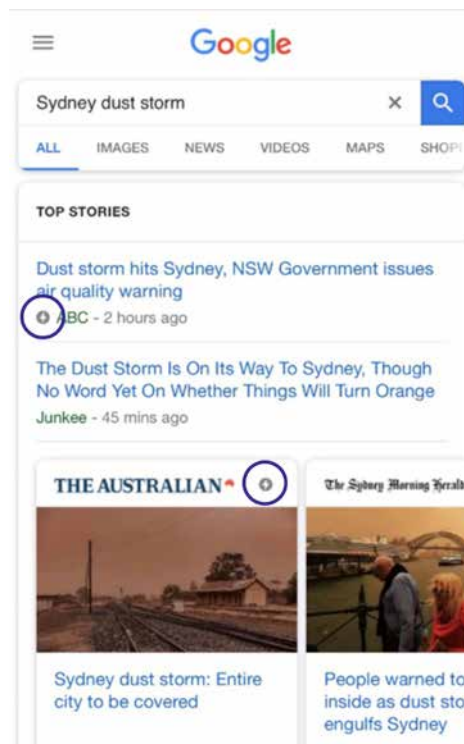 Google
Sydney dust storm
ALL IMAGES NEWS VIDEOS MAPS SHOP
TOP STORIES
Dust storm hits Sydney, NSW Government issues
air quality warning
ABC - 2 hours ago
The Dust Storm Is On Its Way To Sydney, Though
No Word Yet On Whether Things Will Turn Orange
Junkee - 45 mins ago
THE AUSTRALIAN
The Sydney Morning Herald
Sydney dust storm: Entire
city to be covered
People warned to
inside as dust sto
engulfs Sydney